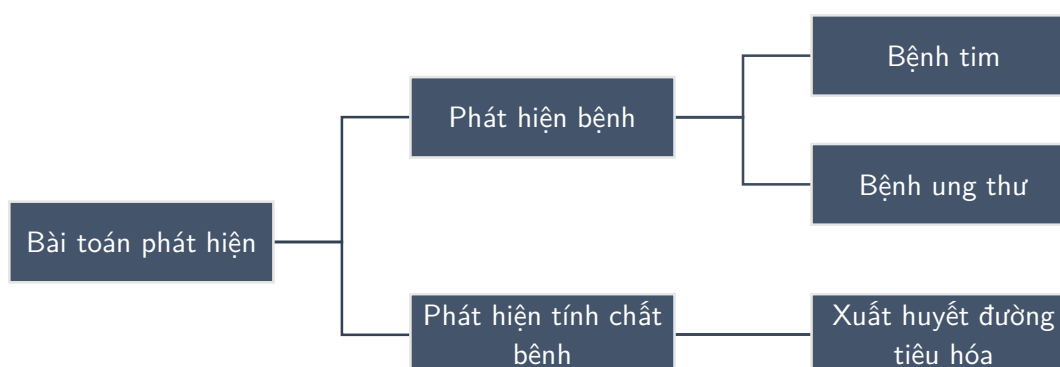 Bệnh tim
Phát hiện bệnh
Bệnh ung thư
Bài toán phát hiện
Phát hiện tính chất
bệnh
Xuất huyết đường
tiêu hóa